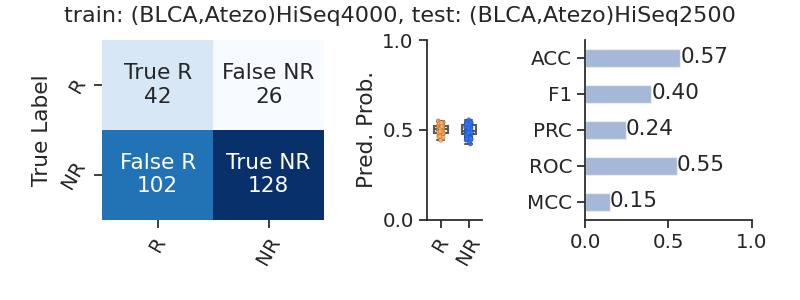 train: (BLCA,Atezo)HiSeq4000, test: (BLCA,Atezo)HiSeq2500
True Label
R
NR
True R
42
False NR
26
False R
102
True NR
128
R
NR
Pred. Prob.
1.0
0.5
0.0
R
NR
ACC
0.57
F1
0.40
PRC
0.24
ROC
0.55
MCC
0.15
0.0
0.5
1.0